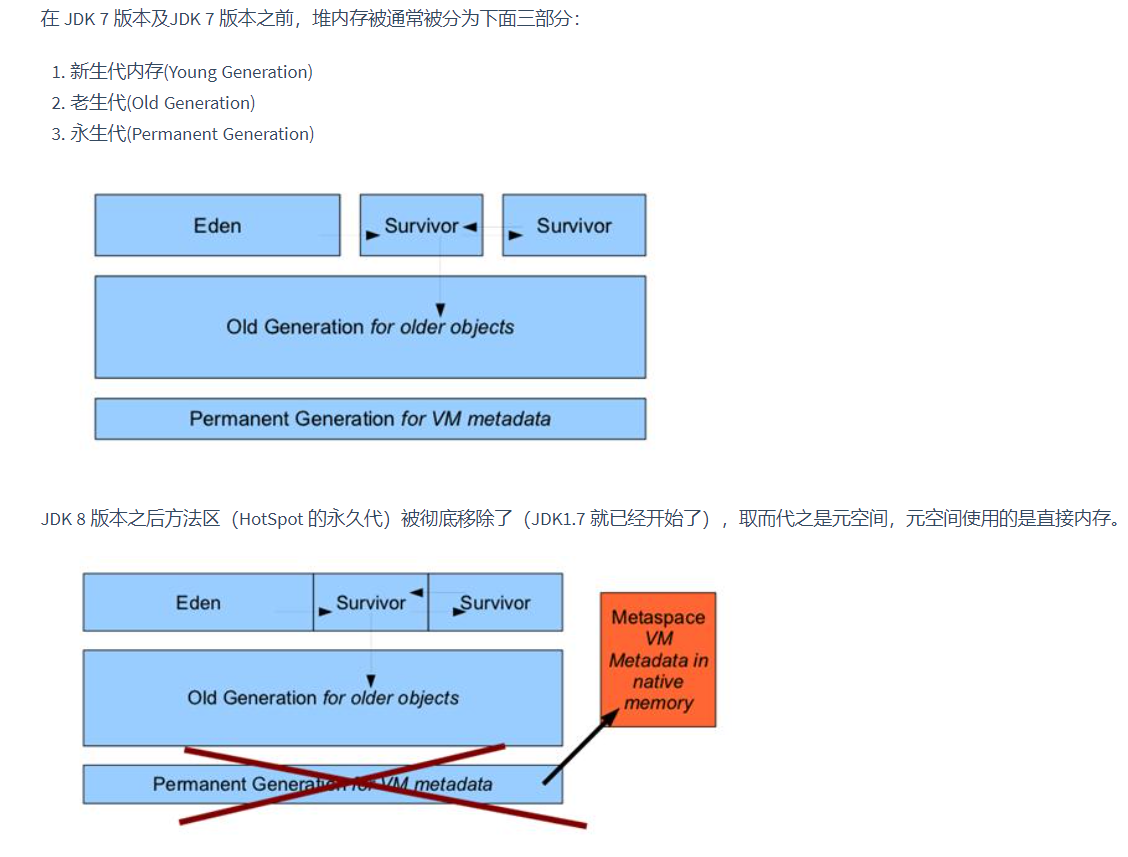 在 JDK 7 版本及JDK 7 版本之前，堆内存被通常被分为下面三部分：
1. 新生代内存(Young Generation)
2. 老生代(Old Generation)
3. 永生代(Permanent Generation)
Eden
Survivor
Survivor
Old Generation for older objects
Permanent Generation for VM metadata
JDK 8 版本之后方法区（HotSpot 的永久代）被彻底移除了（JDK1.7 就已经开始了），取而代之是元空间，元空间使用的是直接内存。
Eden
Survivor
Survivor
Metaspace
VM
Metadata in
native
memory
Old Generation for older objects
Permanent Generation for VM metadata